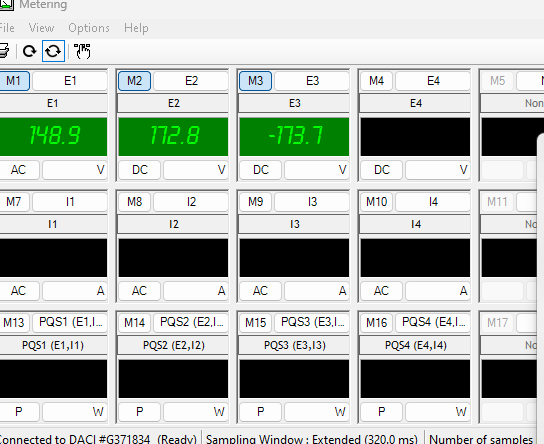 Metering
File View Options Help
M1 E1 M2 E2 M3 E3 M4 E4 M5
E1 E2 E3 E4 Non
148.9 172.8 -173.7
AC V DC V DC V DC V
M7 I1 M8 I2 M9 I3 M10 I4 M11
I1 I2 I3 I4 No
AC A AC A AC A AC A
M13 PQS1 (E1,I... M14 PQS2 (E2,I... M15 PQS3 (E3,I... M16 PQS4 (E4,I... M17
PQS1 (E1,I1) PQS2 (E2,I2) PQS3 (E3,I3) PQS4 (E4,I4) No
P W P W P W P W
Connected to DACI #G371834 (Ready) Sampling Window : Extended (320.0 ms) Number of samples